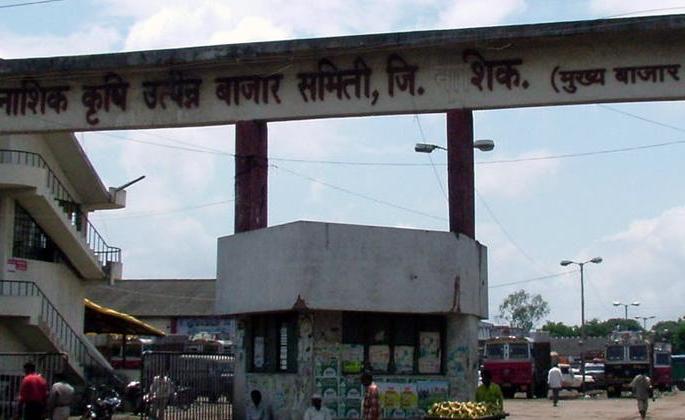 नाशिक कृषि उत्पन्न बाजार समिती, जि. नाशिक. (मुख्य बाजार